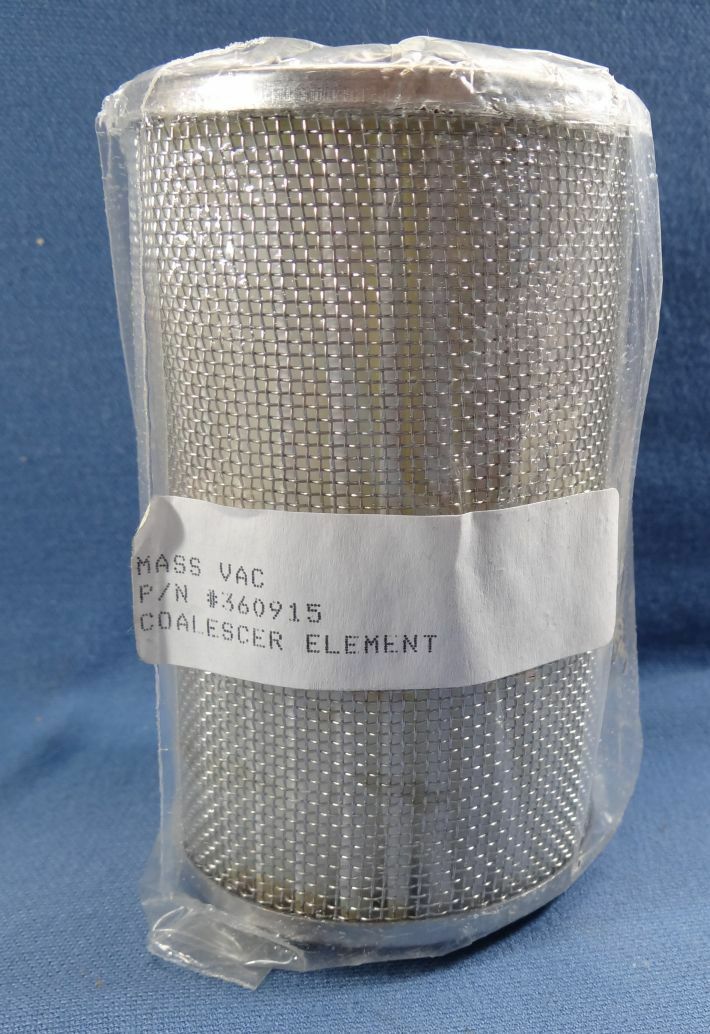 MASS VAC
P/N #360915
COALESCER ELEMENT